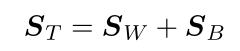 S_T = S_W + S_B